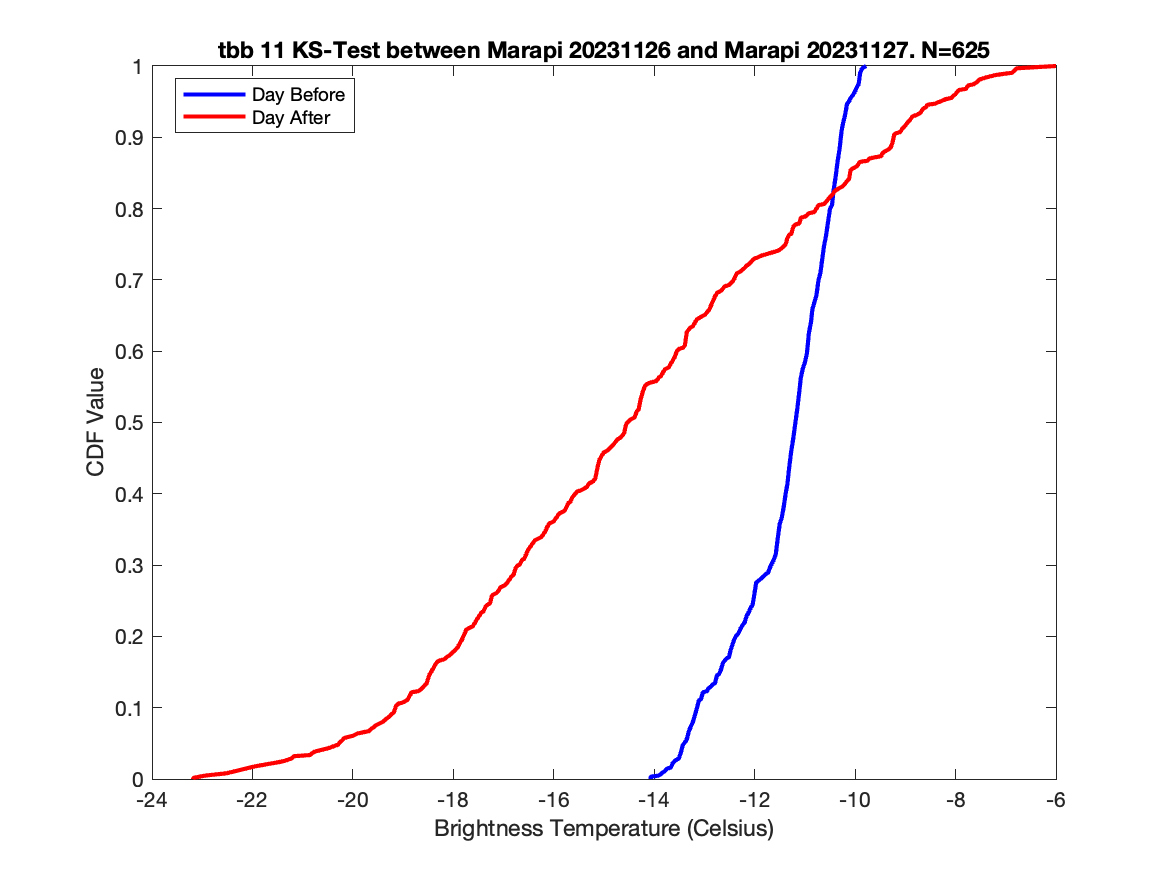 tbb 11 KS-Test between Marapi 20231126 and Marapi 20231127. N=625
Day Before
Day After
1
0.9
0.8
0.7
0.6
0.5
0.4
0.3
0.2
0.1
0
CDF Value
-24 -22 -20 -18 -16 -14 -12 -10 -8 -6
Brightness Temperature (Celsius)